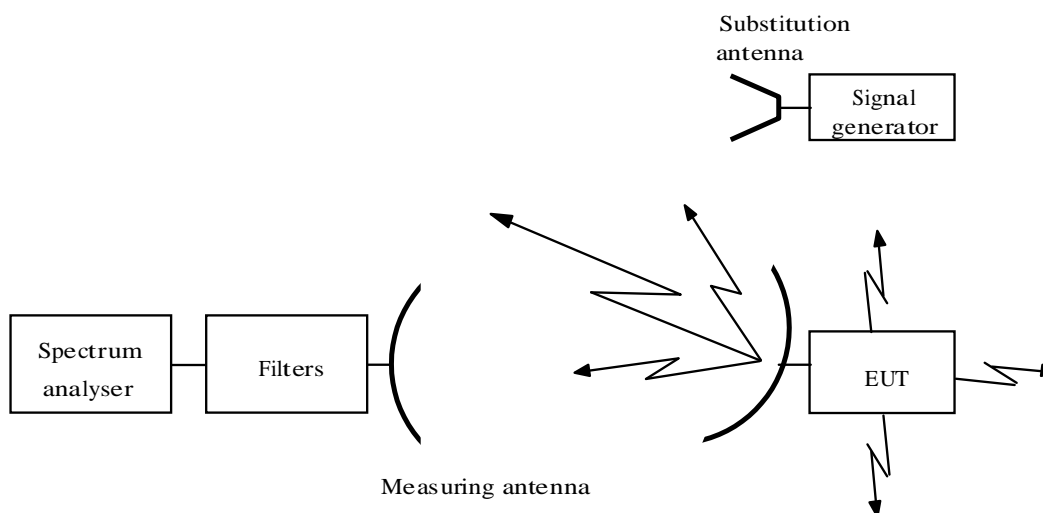 Substitution
antenna
Signal
generator
Spectrum
analyser
Filters
EUT
Measuring antenna